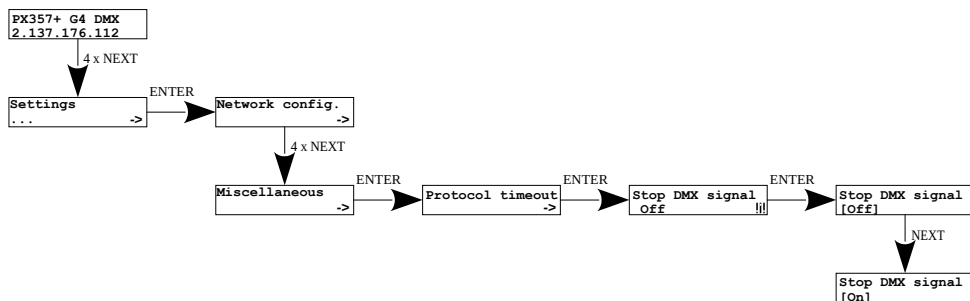 PX357+ G4 DMX
2.137.176.112
4 x NEXT
Settings
... ->
ENTER
Network config.
->
4 x NEXT
Miscellaneous
->
ENTER
Protocol timeout
->
ENTER
Stop DMX signal
Off
ENTER
Stop DMX signal
[Off]
NEXT
Stop DMX signal
[On]